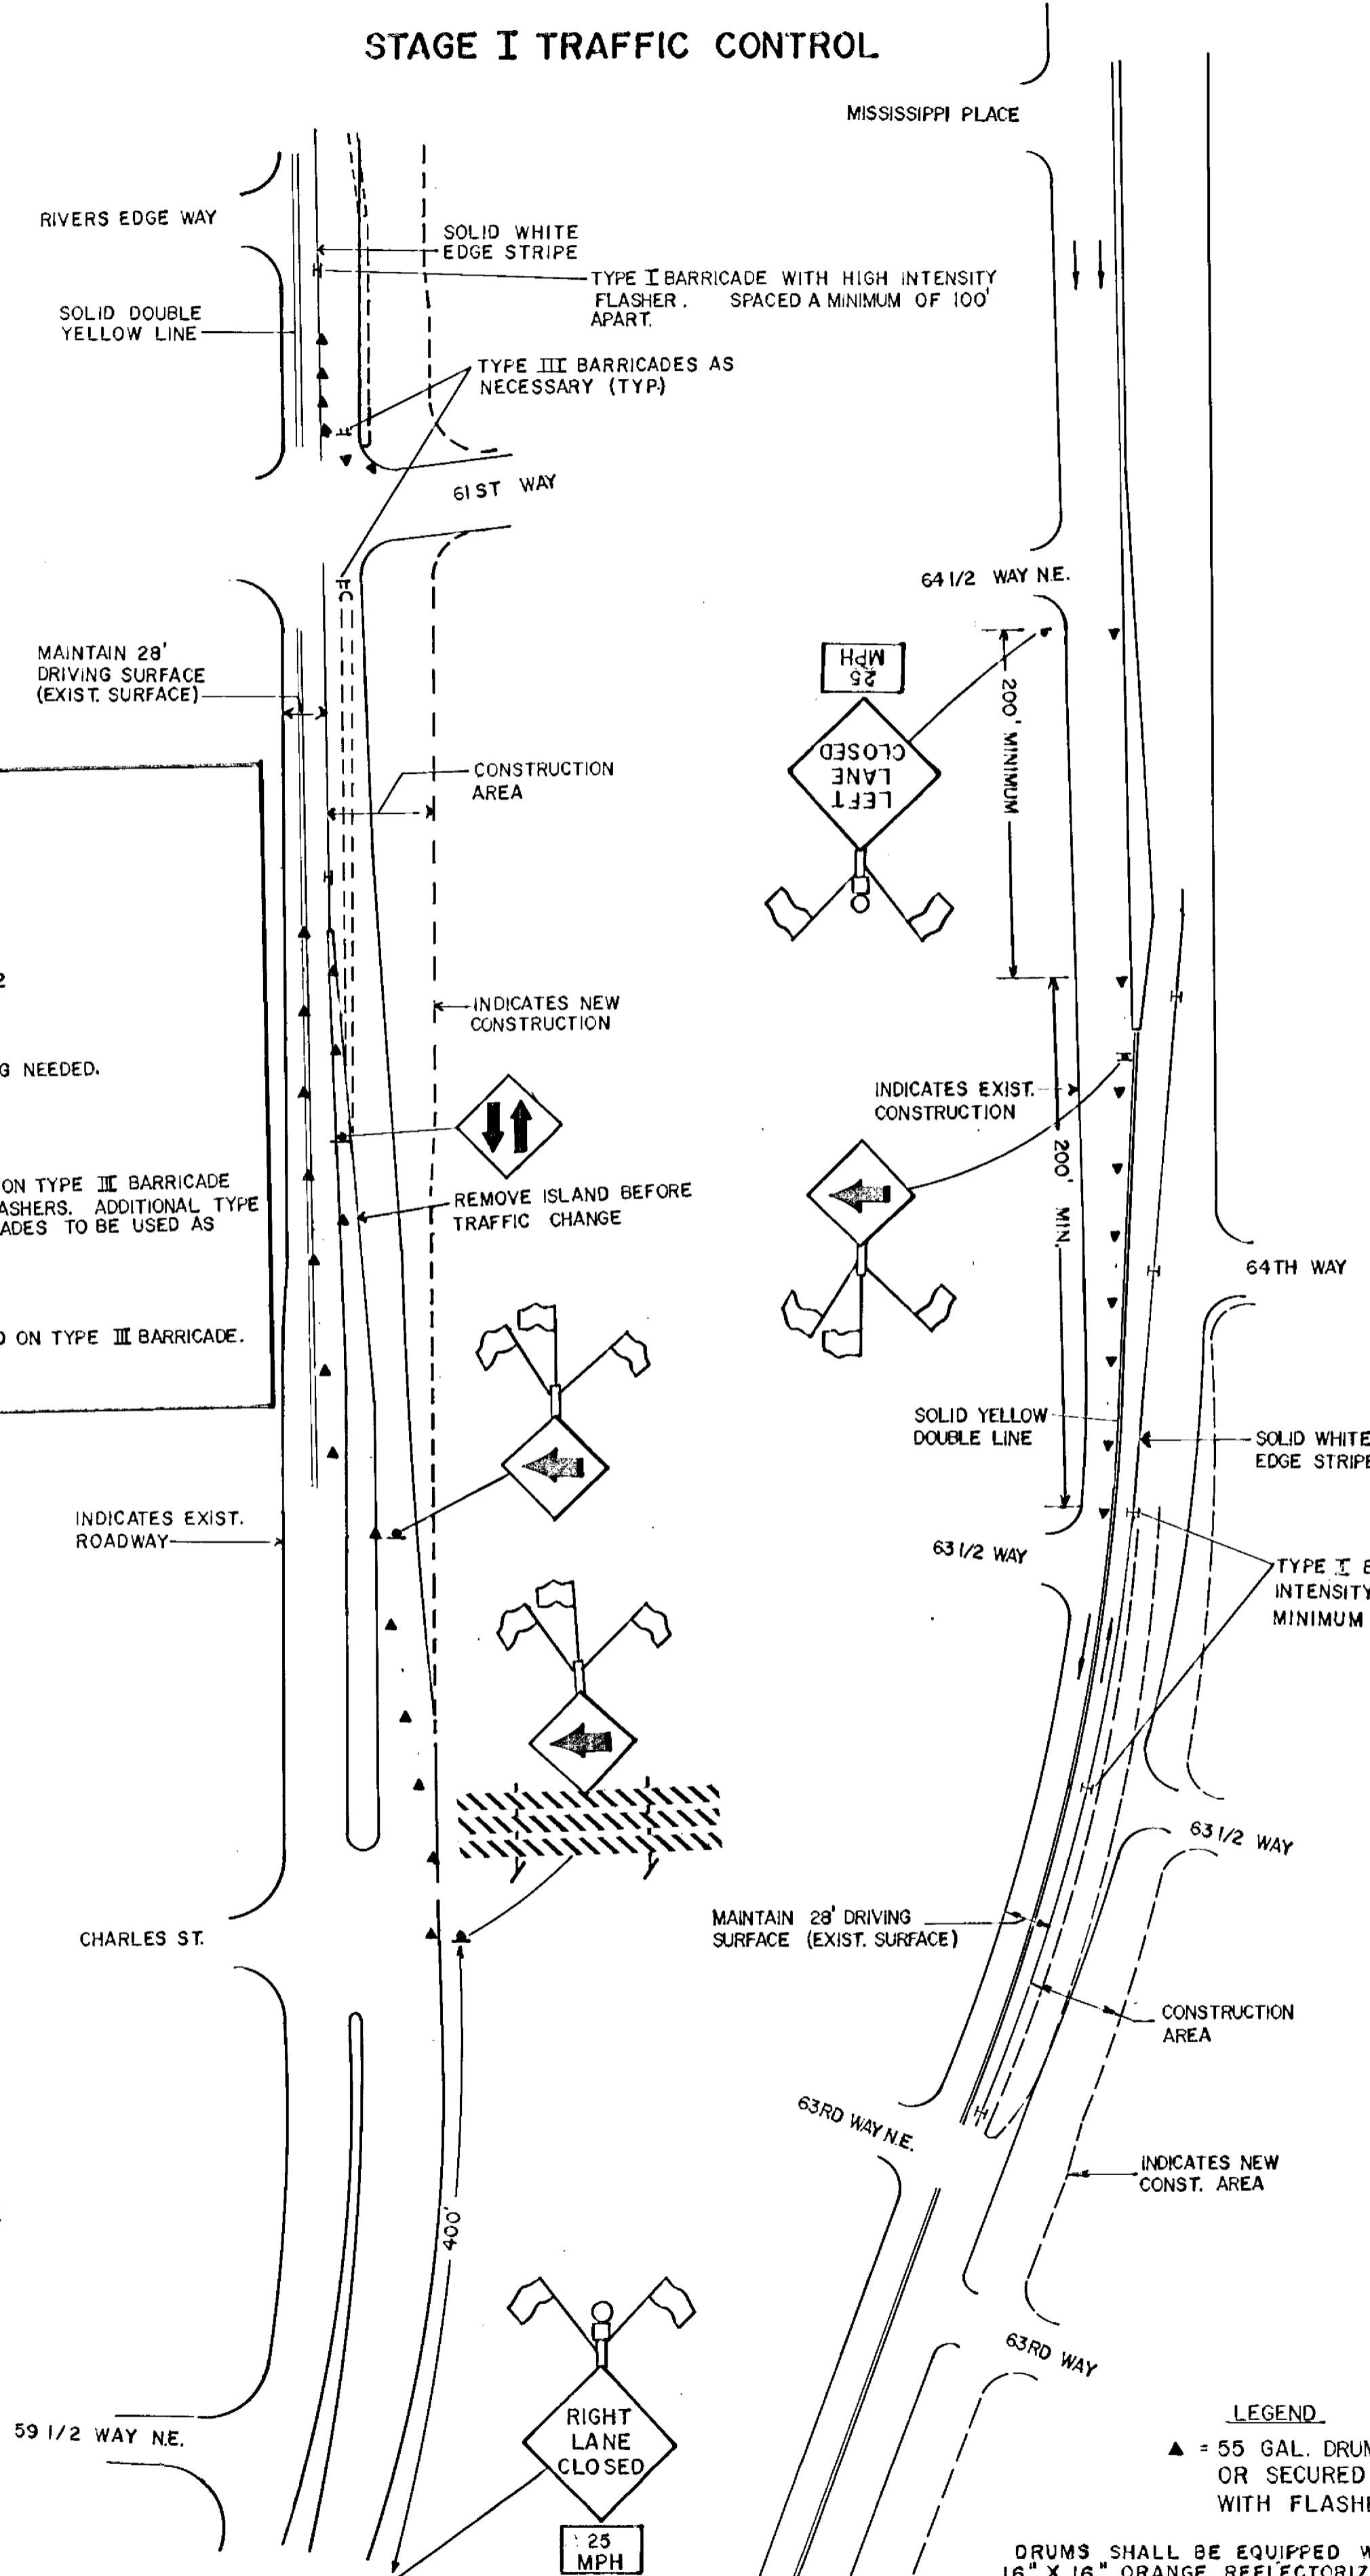 STAGE I TRAFFIC CONTROL
MISSISSIPPI PLACE
RIVERS EDGE WAY
SOLID WHITE
EDGE STRIPE
TYPE I BARRICADE WITH HIGH INTENSITY
FLASHER. SPACED A MINIMUM OF 100'
APART.
SOLID DOUBLE
YELLOW LINE
TYPE III BARRICADES AS
NECESSARY (TYP.)
61ST WAY
64 1/2 WAY N.E.
MAINTAIN 28'
DRIVING SURFACE
(EXIST. SURFACE)
25
MPH
LEFT
LANE
CLOSED
200' MINIMUM
CONSTRUCTION
AREA
2
INDICATES NEW
CONSTRUCTION
G NEEDED.
INDICATES EXIST.
CONSTRUCTION
200' MIN.
ON TYPE III BARRICADE
ASHERS. ADDITIONAL TYPE
ADES TO BE USED AS
REMOVE ISLAND BEFORE
TRAFFIC CHANGE
64TH WAY
D ON TYPE III BARRICADE.
SOLID YELLOW
DOUBLE LINE
SOLID WHITE
EDGE STRIPE
INDICATES EXIST.
ROADWAY
63 1/2 WAY
TYPE I
INTENSITY
MINIMUM
63 1/2 WAY
MAINTAIN 28' DRIVING
SURFACE (EXIST. SURFACE)
CHARLES ST.
CONSTRUCTION
AREA
63RD WAY N.E.
INDICATES NEW
CONST. AREA
400'
63RD WAY
RIGHT
LANE
CLOSED
25
MPH
59 1/2 WAY N.E.
LEGEND
▲ = 55 GAL. DRUM
OR SECURED
WITH FLASH
DRUMS SHALL BE EQUIPPED W
16" X 16" ORANGE